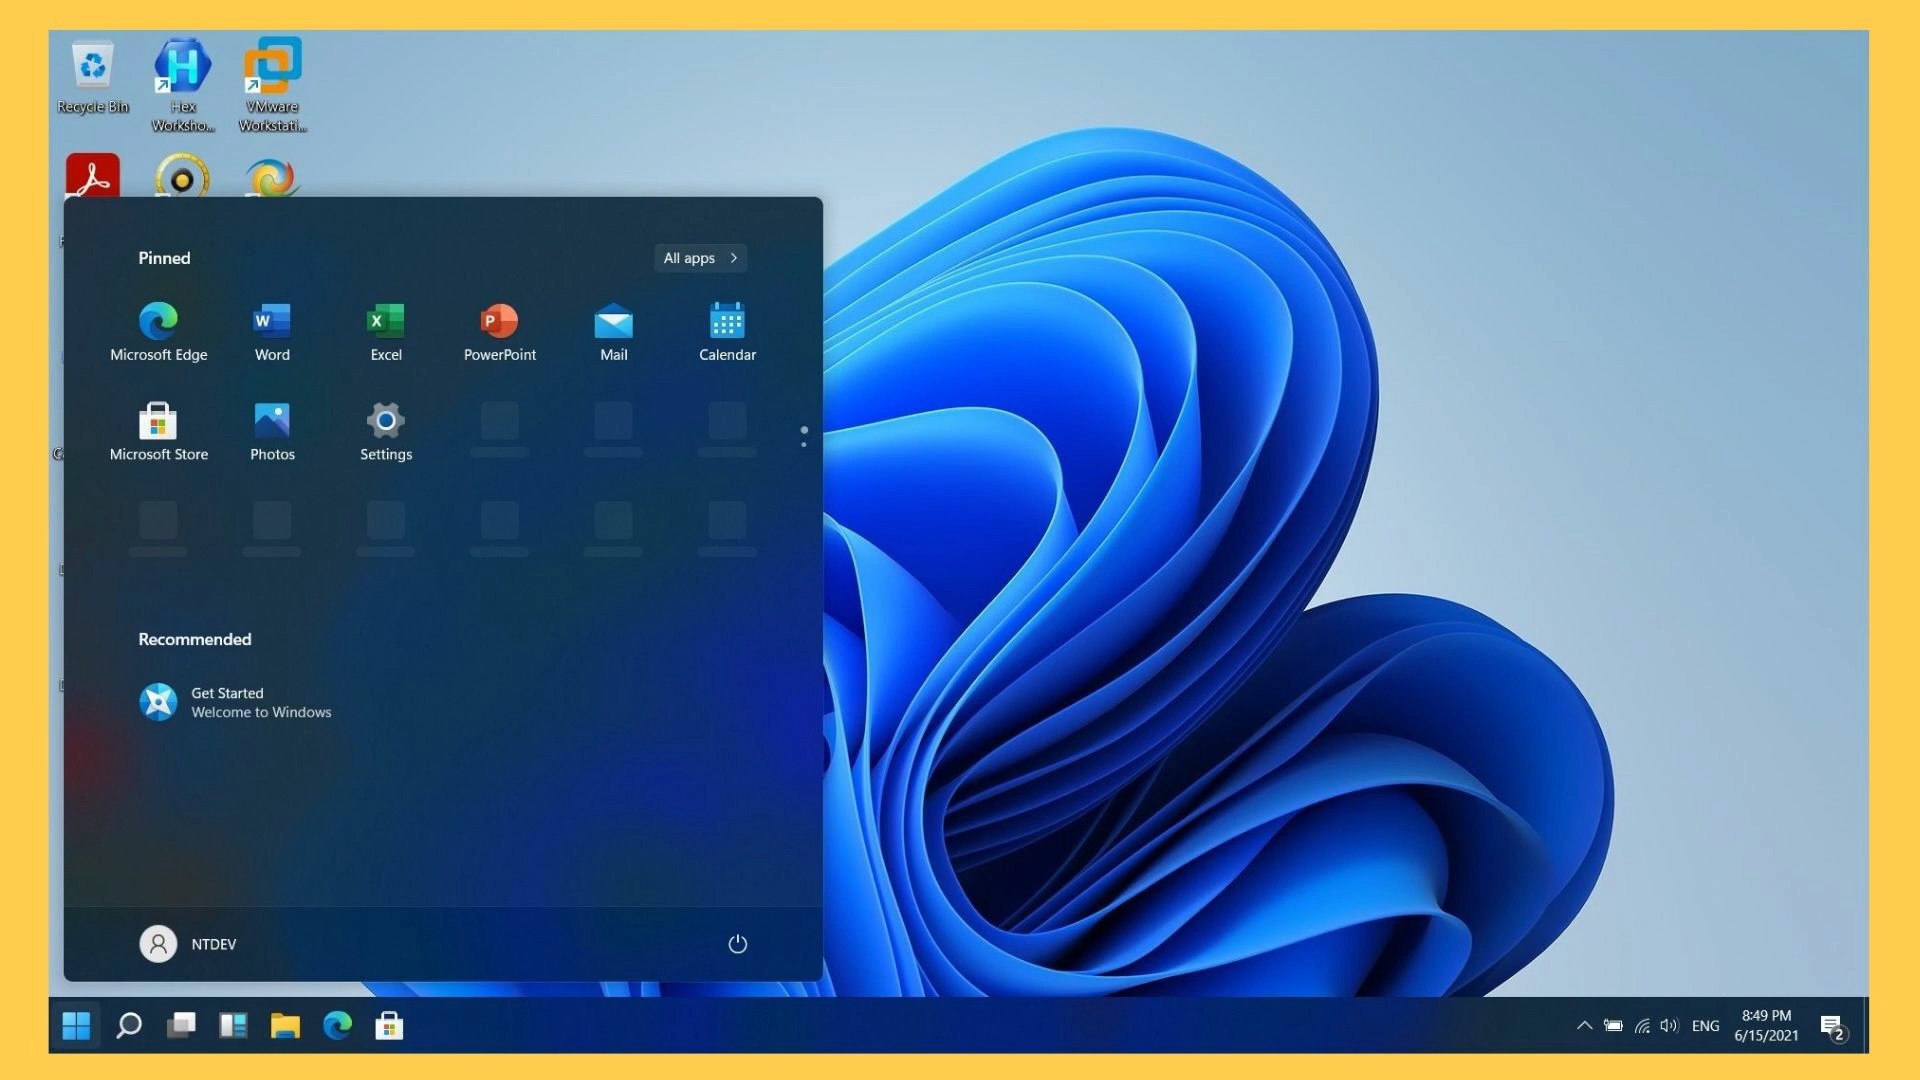 Recycle Bin
Hex
Worksho...
VMware
Workstati...
Pinned
All apps
Microsoft Edge
Word
Excel
PowerPoint
Mail
Calendar
Microsoft Store
Photos
Settings
Recommended
Get Started
Welcome to Windows
NTDEV
ENG
8:49 PM
6/15/2021
2